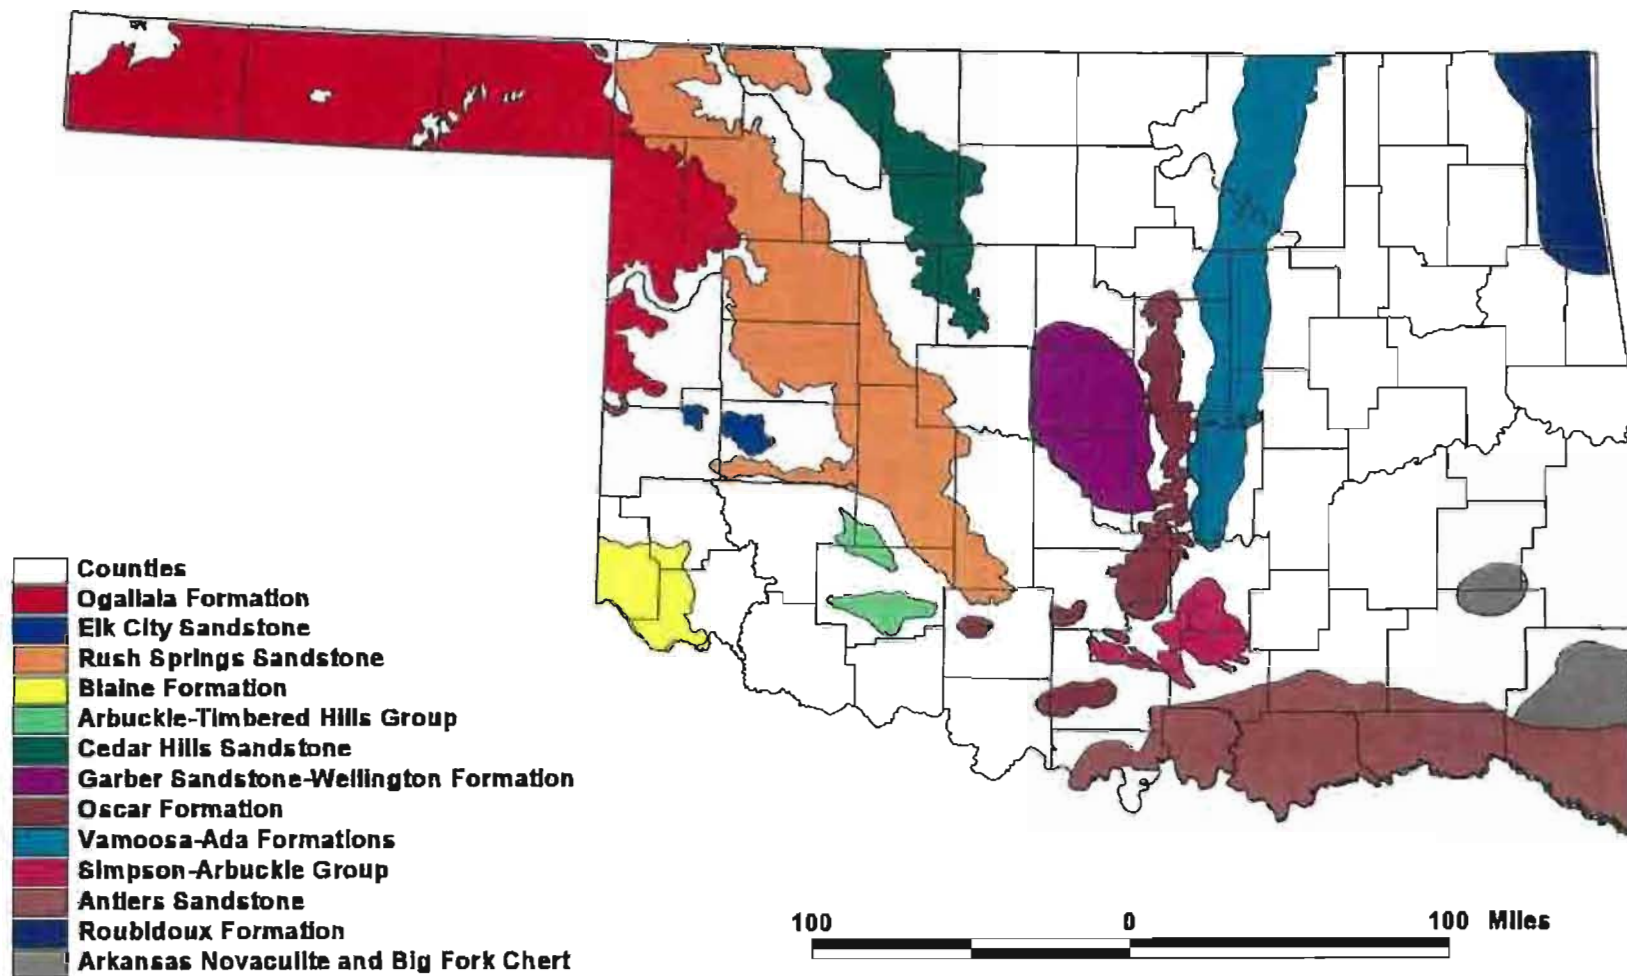 Counties
Ogallala Formation
Elk City Sandstone
Rush Springs Sandstone
Blaine Formation
Arbuckle-Timbered Hills Group
Cedar Hills Sandstone
Garber Sandstone-Wellington Formation
Oscar Formation
Vamoosa-Ada Formations
Simpson-Arbuckle Group
Antlers Sandstone
Roubidoux Formation
Arkansas Novaculite and Big Fork Chert
100 0 100 Miles